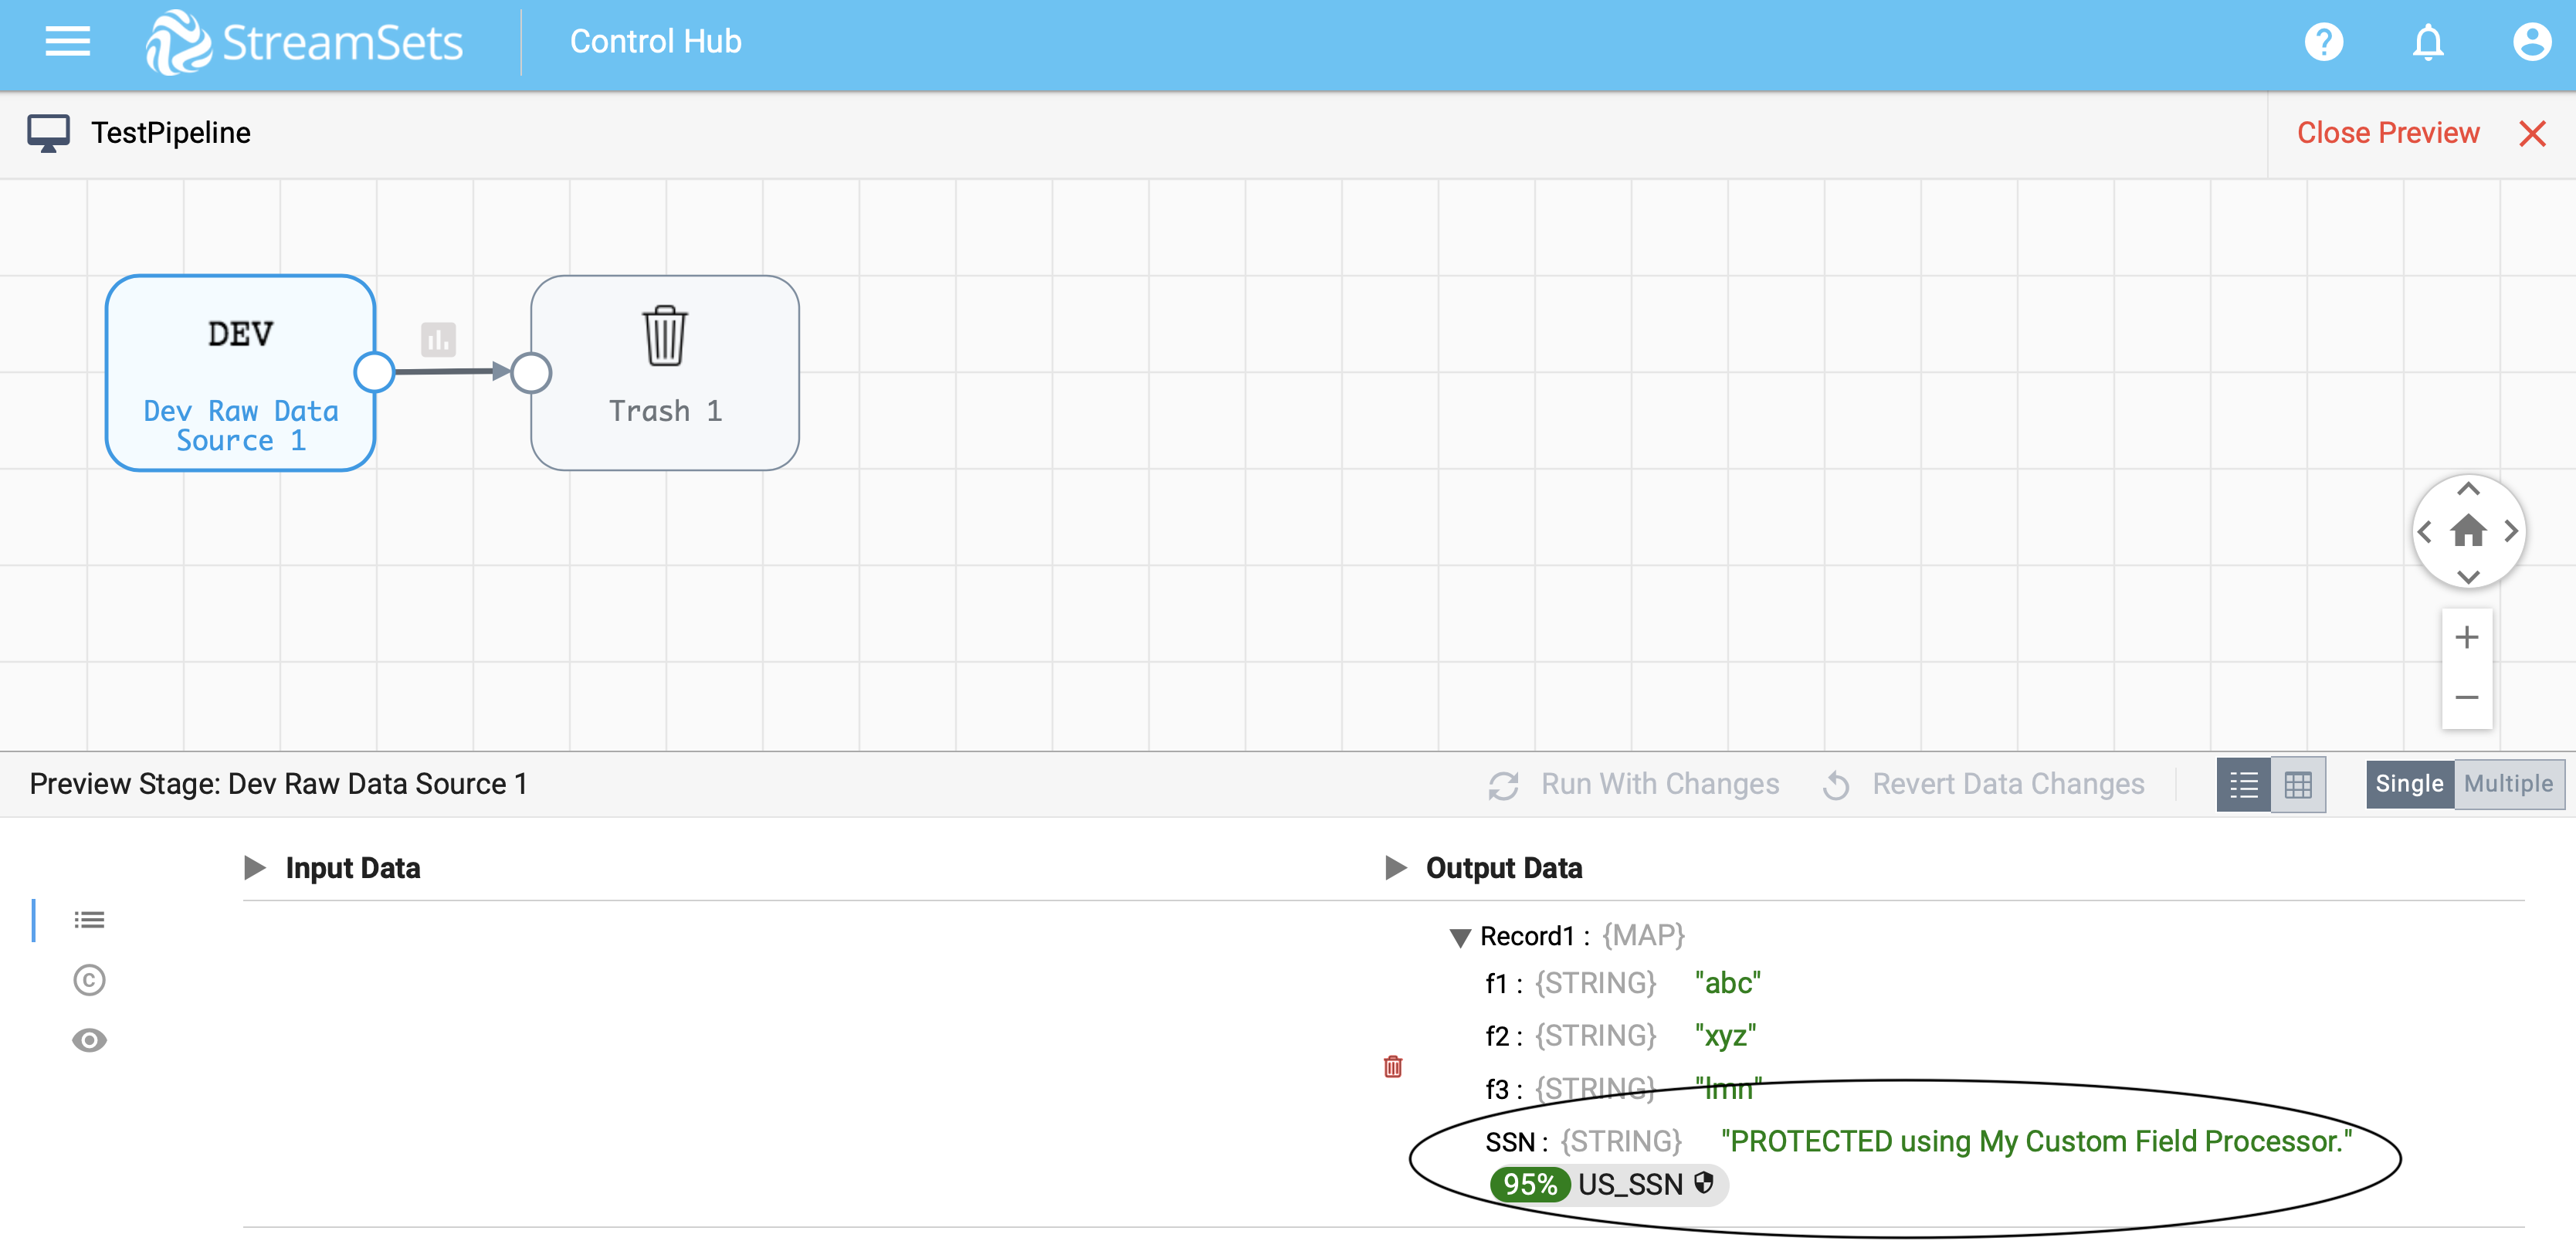 StreamSets
Control Hub
TestPipeline
Close Preview
DEV
Dev Raw Data
Source 1
Trash 1
Preview Stage: Dev Raw Data Source 1
Run With Changes
Revert Data Changes
Single
Multiple
Input Data
Output Data
Record1 : {MAP}
f1 : {STRING} "abc"
f2 : {STRING} "xyz"
f3 : {STRING} "lmn"
SSN : {STRING} "PROTECTED using My Custom Field Processor."
95% US_SSN